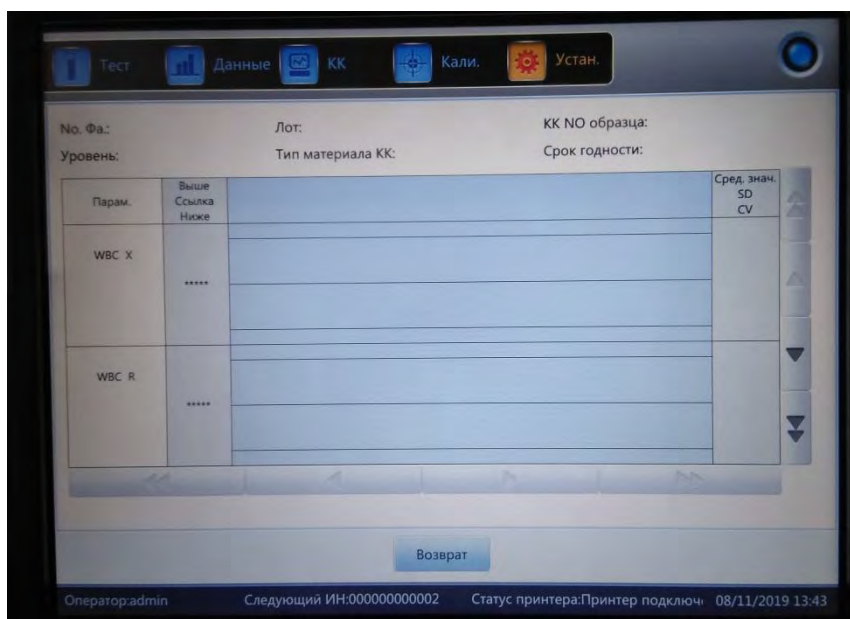 Тест Данные КК Кали. Устан.
No. Фа.: Лот: КК NO образца:
Уровень: Тип материала КК: Срок годности:
Парам.
Выше
Ссылка
Ниже
Сред. знач.
SD
CV
WBC X
*****
WBC R
*****
Возврат
Оператор:admin Следующий ИН:000000000002 Статус принтера:Принтер подключ 08/11/2019 13:43